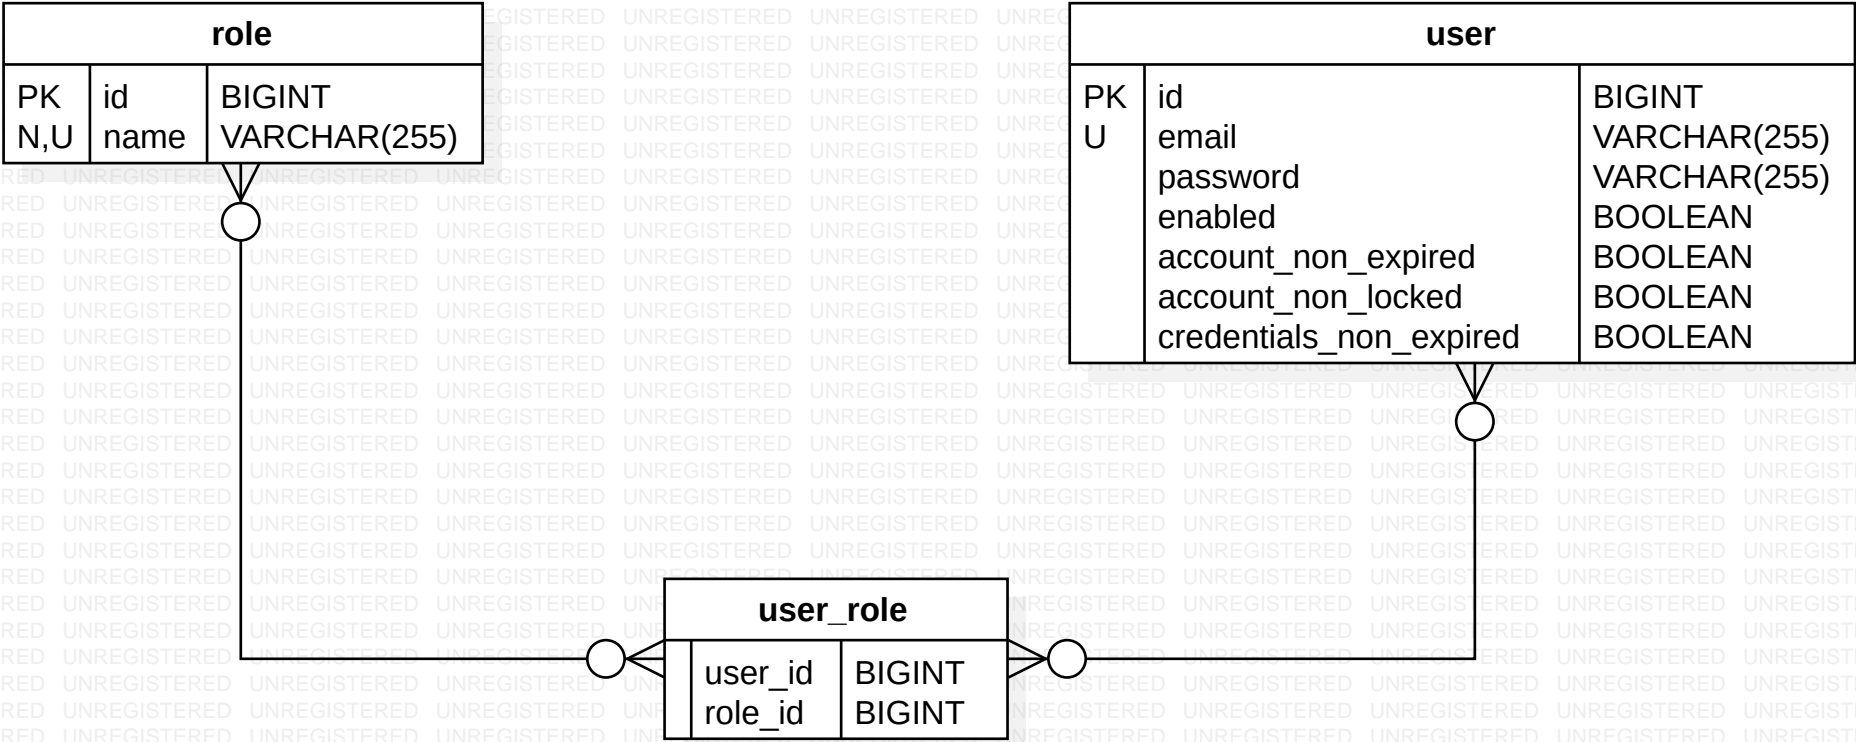 role
PK id BIGINT
N,U name VARCHAR(255)
user
PK id BIGINT
U email VARCHAR(255)
password VARCHAR(255)
enabled BOOLEAN
account_non_expired BOOLEAN
account_non_locked BOOLEAN
credentials_non_expired BOOLEAN
user_role
user_id BIGINT
role_id BIGINT
UNREGISTERED